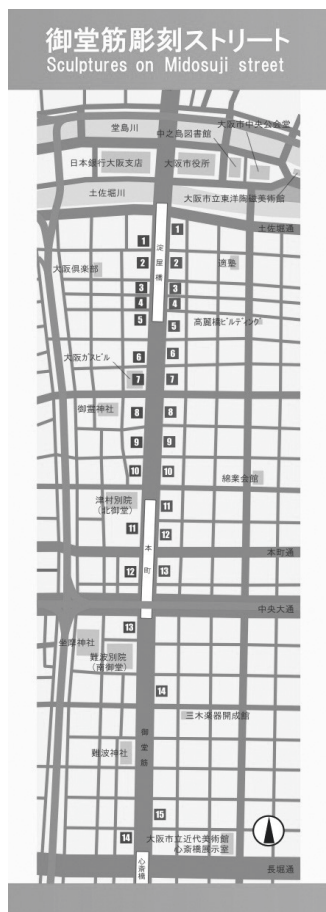 御堂筋彫刻ストリート
Sculptures on Midosuji street
堂島川
大阪市中央公会堂
中之島図書館
日本銀行大阪支店
大阪市役所
土佐堀川
大阪市立東洋陶磁美術館
土佐堀通
1
1
淀屋橋
2
2
大阪倶楽部
適塾
3
3
4
4
5
5
高麗橋ビルディング
6
6
大阪ガスビル
7
7
御霊神社
8
8
9
9
10
10
綿業会館
津村別院
(北御堂)
11
11
12
本町
本町通
12
13
中央大通
13
坐摩神社
難波別院
(南御堂)
14
三木楽器開成館
御堂筋
難波神社
15
14
大阪市立近代美術館
心斎橋展示室
心斎橋
長堀通